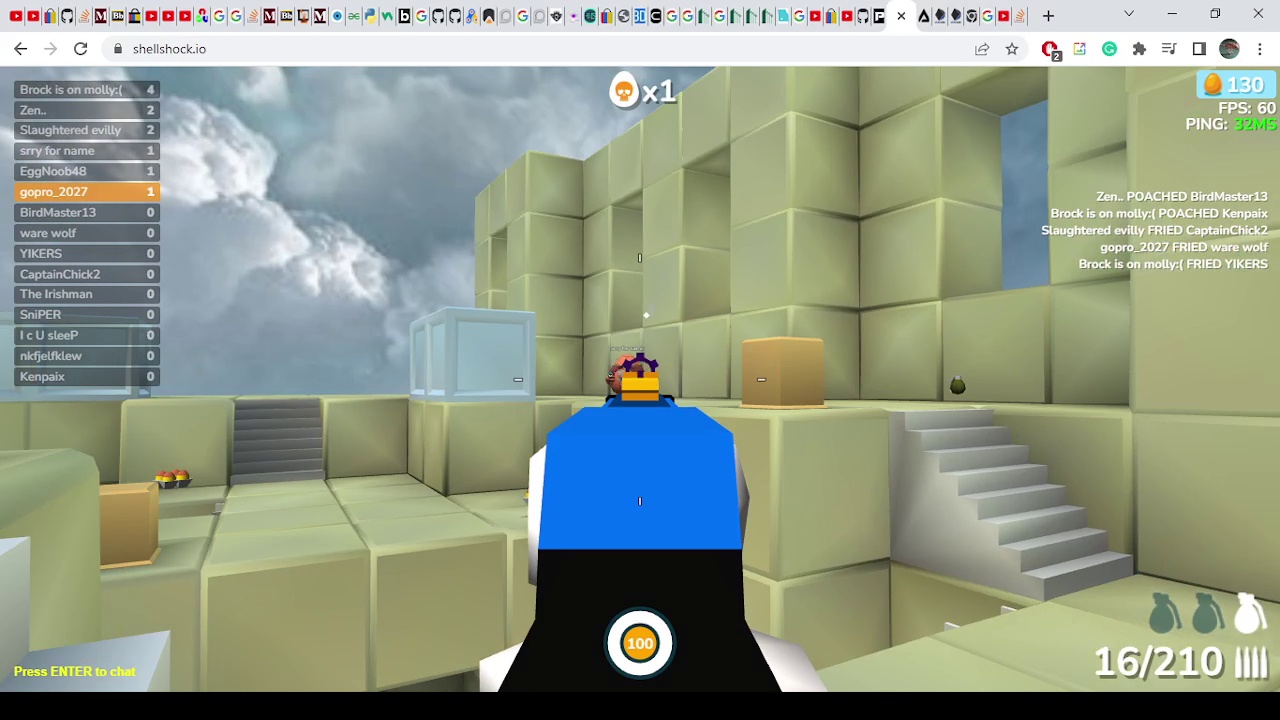 shellshock.io
2
Brock is on molly:( 4
Zen.. 2
Slaughtered evilly 2
srry for name 1
EggNoob48 1
gopro_2027 1
BirdMaster13 0
ware wolf 0
YIKERS 0
CaptainChick2 0
The Irishman 0
SniPER 0
I c U sleeP 0
nkfjelfklew 0
Kenpaix 0
x1
130
FPS: 60
PING: 32MS
Zen.. POACHED BirdMaster13
Brock is on molly:( POACHED Kenpaix
Slaughtered evilly FRIED CaptainChick2
gopro_2027 FRIED ware wolf
Brock is on molly:( FRIED YIKERS
100
16/210
Press ENTER to chat